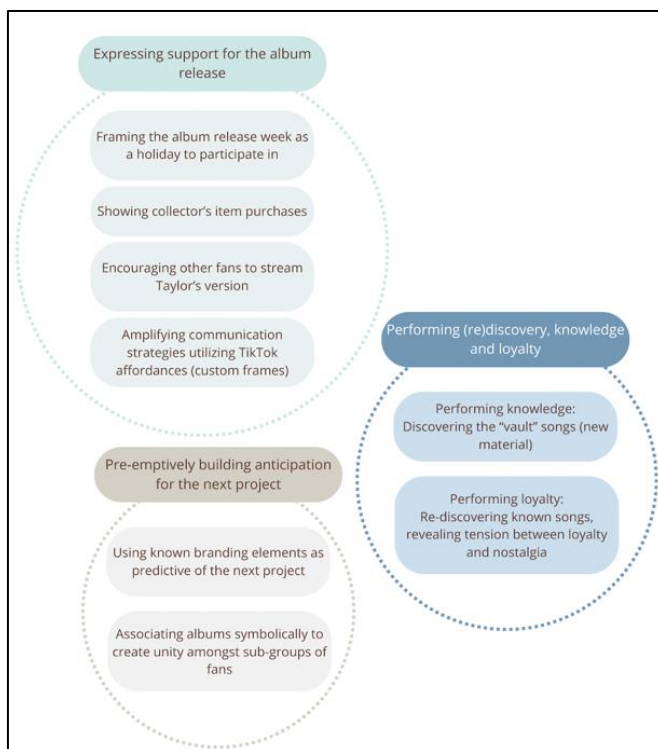 Expressing support for the album
release
Framing the album release week as
a holiday to participate in
Showing collector's item purchases
Encouraging other fans to stream
Taylor's version
Amplifying communication
strategies utilizing TikTok
affordances (custom frames)
Performing (re)discovery, knowledge
and loyalty
Performing knowledge:
Discovering the “vault” songs (new
material)
Performing loyalty:
Re-discovering known songs,
revealing tension between loyalty
and nostalgia
Pre-emptively building anticipation
for the next project
Using known branding elements as
predictive of the next project
Associating albums symbolically to
create unity amongst sub-groups of
fans